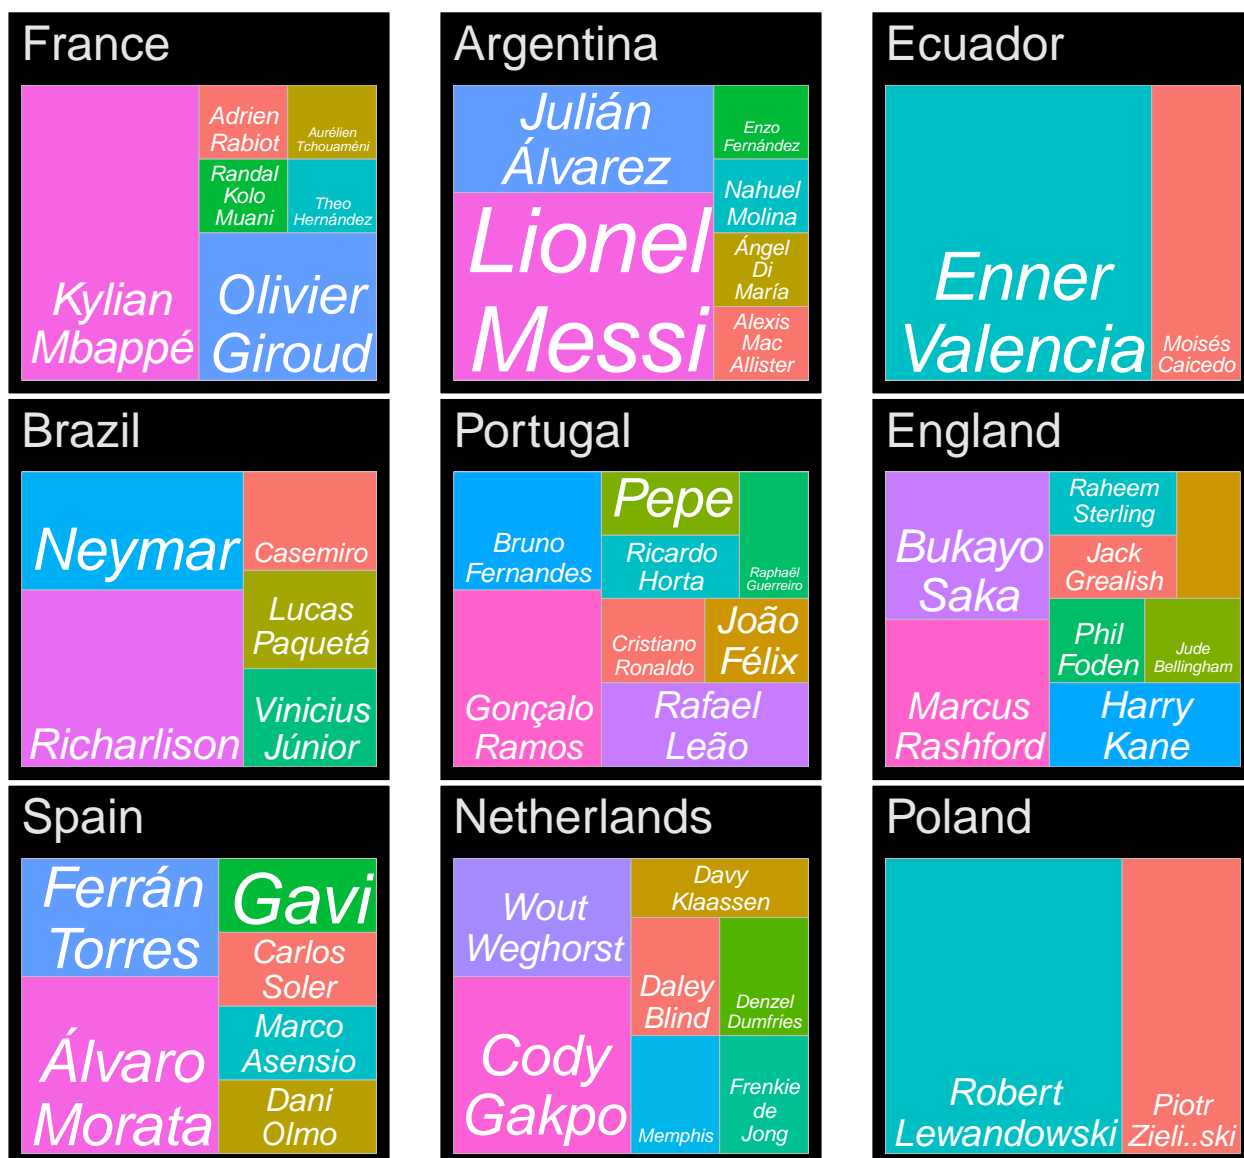 France
Adrien
Rabiot
Aurélien
Tchouaméni
Randal
Kolo
Muani
Theo
Hernández
Kylian
Mbappé
Olivier
Giroud
Argentina
Julián
Álvarez
Enzo
Fernández
Nahuel
Molina
Lionel
Messi
Ángel
Di
María
Alexis
Mac
Allister
Ecuador
Enner
Valencia
Moisés
Caicedo
Brazil
Neymar
Casemiro
Lucas
Paquetá
Richarlison
Vinicius
Júnior
Portugal
Bruno
Fernandes
Pepe
Ricardo
Horta
Raphaël
Guerreiro
Cristiano
Ronaldo
João
Félix
Gonçalo
Ramos
Rafael
Leão
England
Bukayo
Saka
Raheem
Sterling
Jack
Grealish
Phil
Foden
Jude
Bellingham
Marcus
Rashford
Harry
Kane
Spain
Ferrán
Torres
Gavi
Carlos
Soler
Marco
Asensio
Álvaro
Morata
Dani
Olmo
Netherlands
Wout
Weghorst
Davy
Klaassen
Daley
Blind
Denzel
Dumfries
Cody
Gakpo
Memphis
Frenkie
de
Jong
Poland
Robert
Lewandowski
Piotr
Zieli..ski